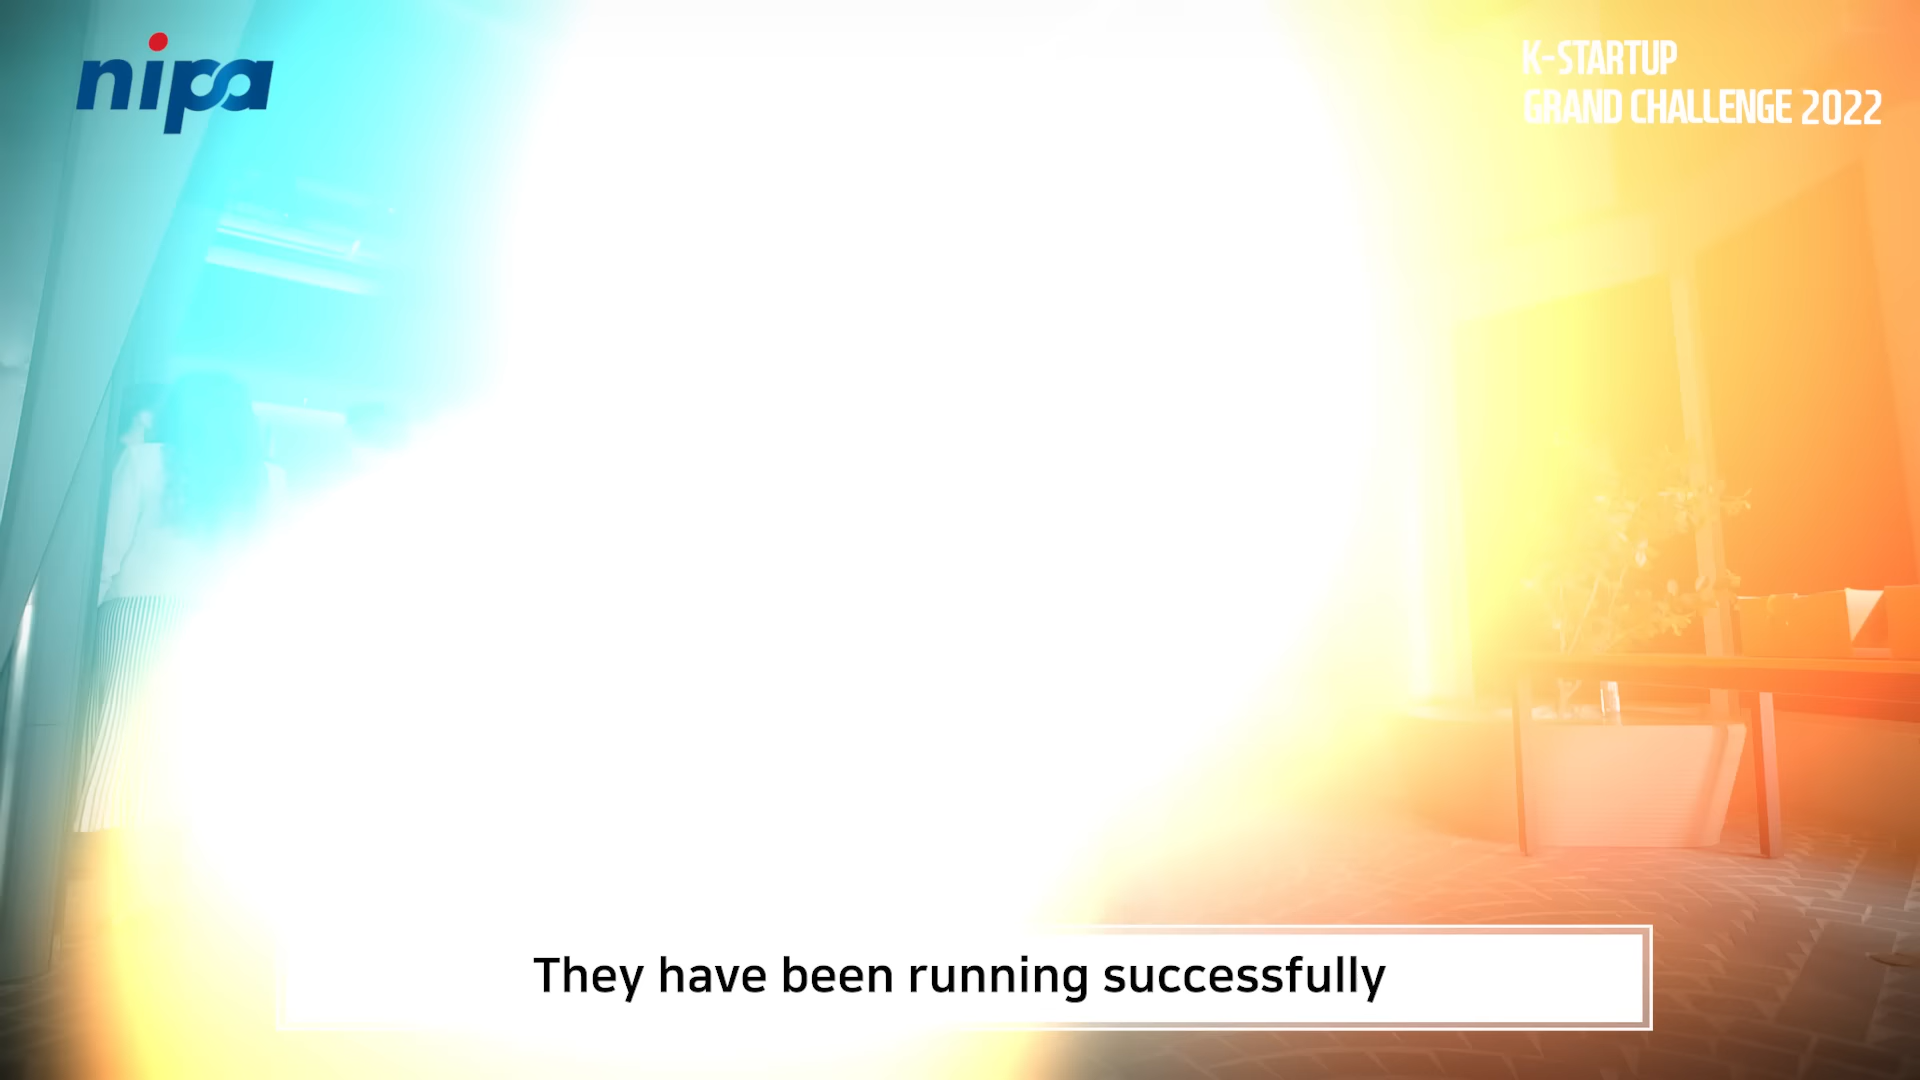 nipa
K-STARTUP
GRAND CHALLENGE 2022
They have been running successfully